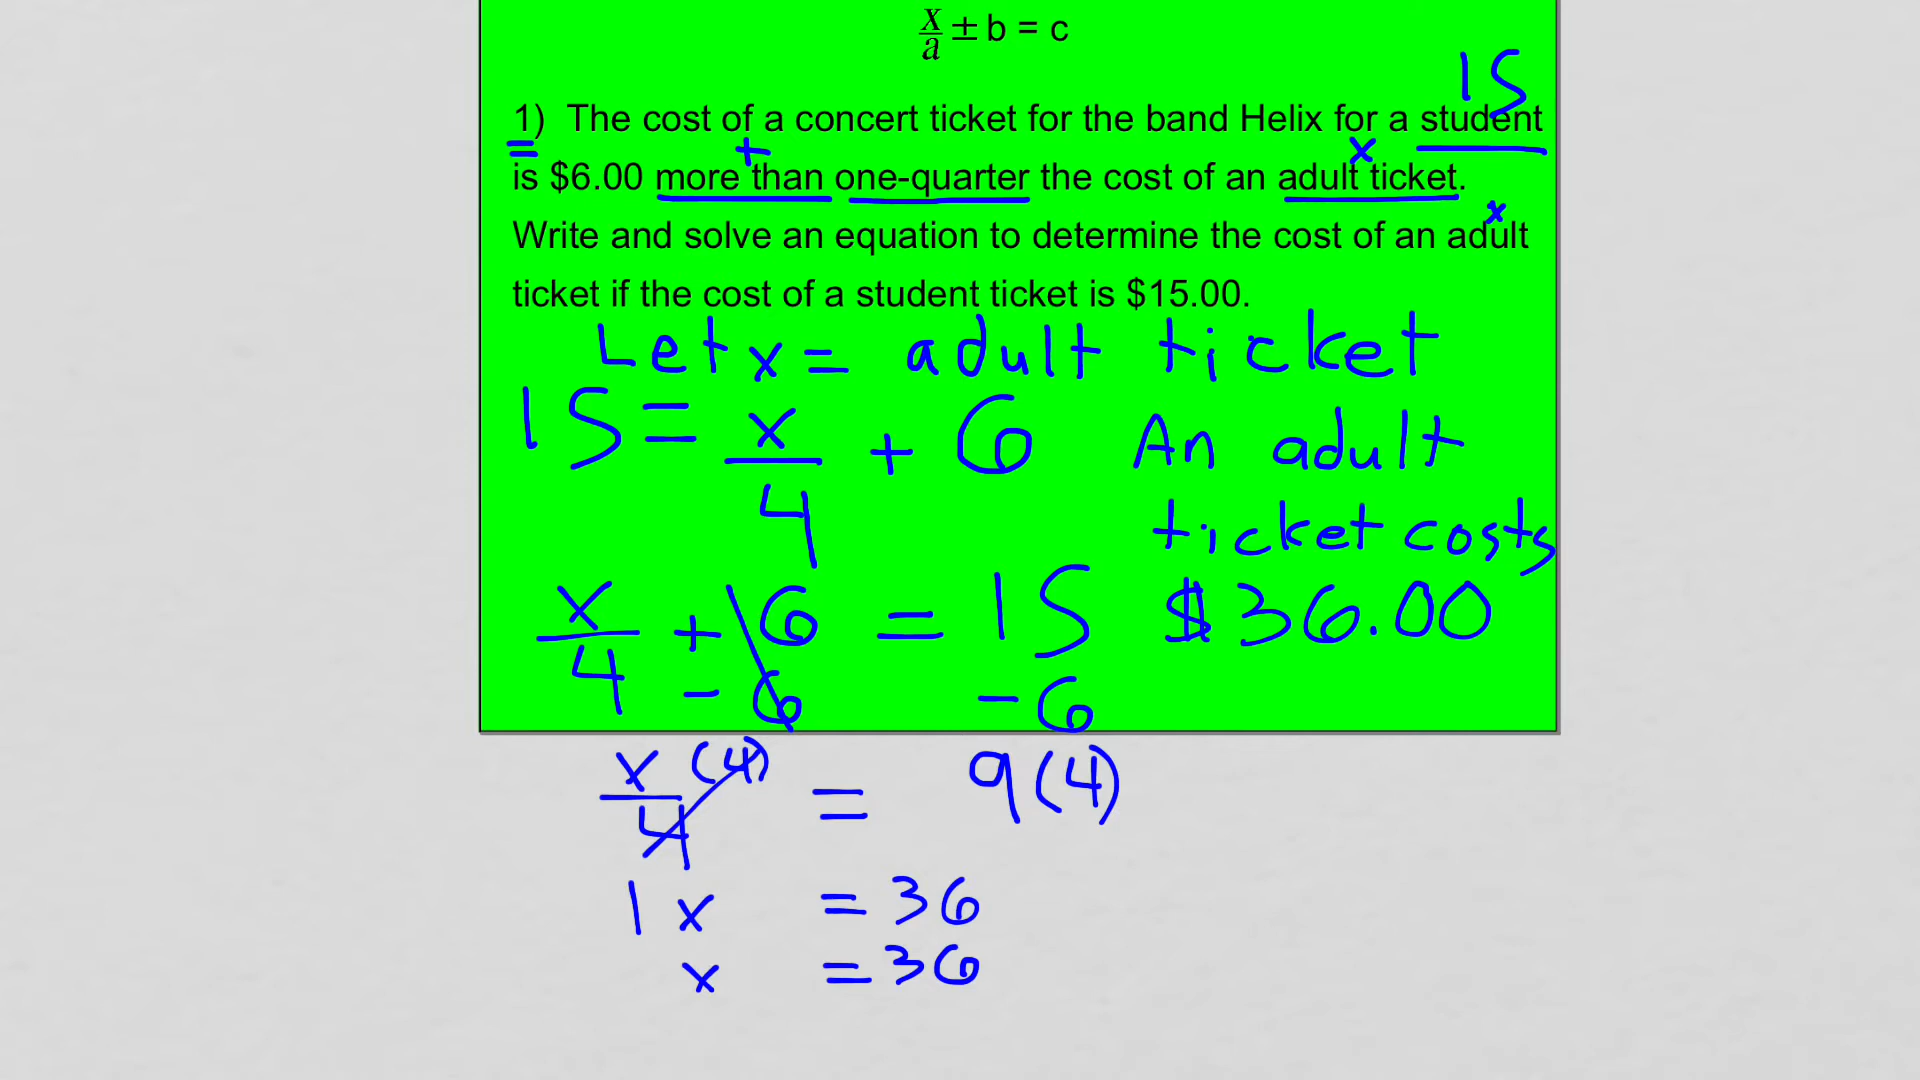 x/a ± b = c
15
1) The cost of a concert ticket for the band Helix for a student
+ x
is $6.00 more than one-quarter the cost of an adult ticket.
x
Write and solve an equation to determine the cost of an adult
ticket if the cost of a student ticket is $15.00.
Let x = adult ticket
15 = x/4 + 6
An adult
ticket costs
$36.00
x/4 + 6 = 15
- 6 - 6
x/4 (4) = 9(4)
1x = 36
x = 36